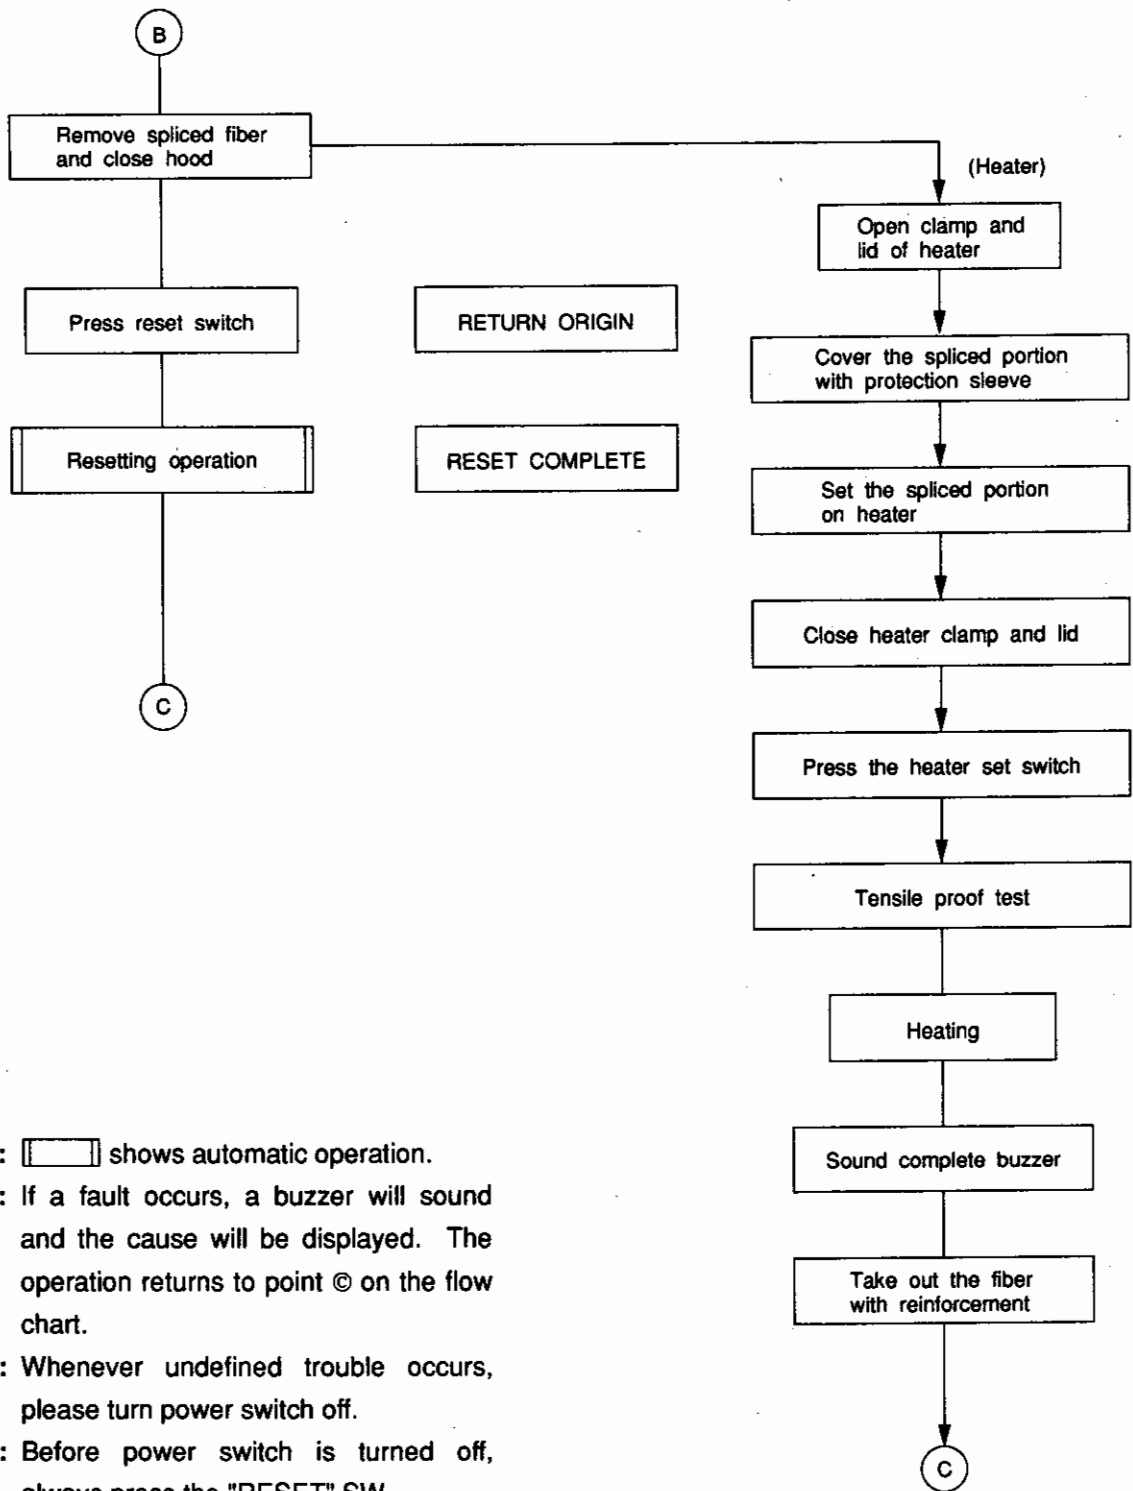 B
Remove spliced fiber
and close hood
(Heater)
Open clamp and
lid of heater
Press reset switch
RETURN ORIGIN
Cover the spliced portion
with protection sleeve
Resetting operation
RESET COMPLETE
Set the spliced portion
on heater
Close heater clamp and lid
C
Press the heater set switch
Tensile proof test
Heating
Sound complete buzzer
Take out the fiber
with reinforcement
C
: shows automatic operation.
: If a fault occurs, a buzzer will sound
and the cause will be displayed. The
operation returns to point © on the flow
chart.
: Whenever undefined trouble occurs,
please turn power switch off.
: Before power switch is turned off,
always press the "RESET" SW